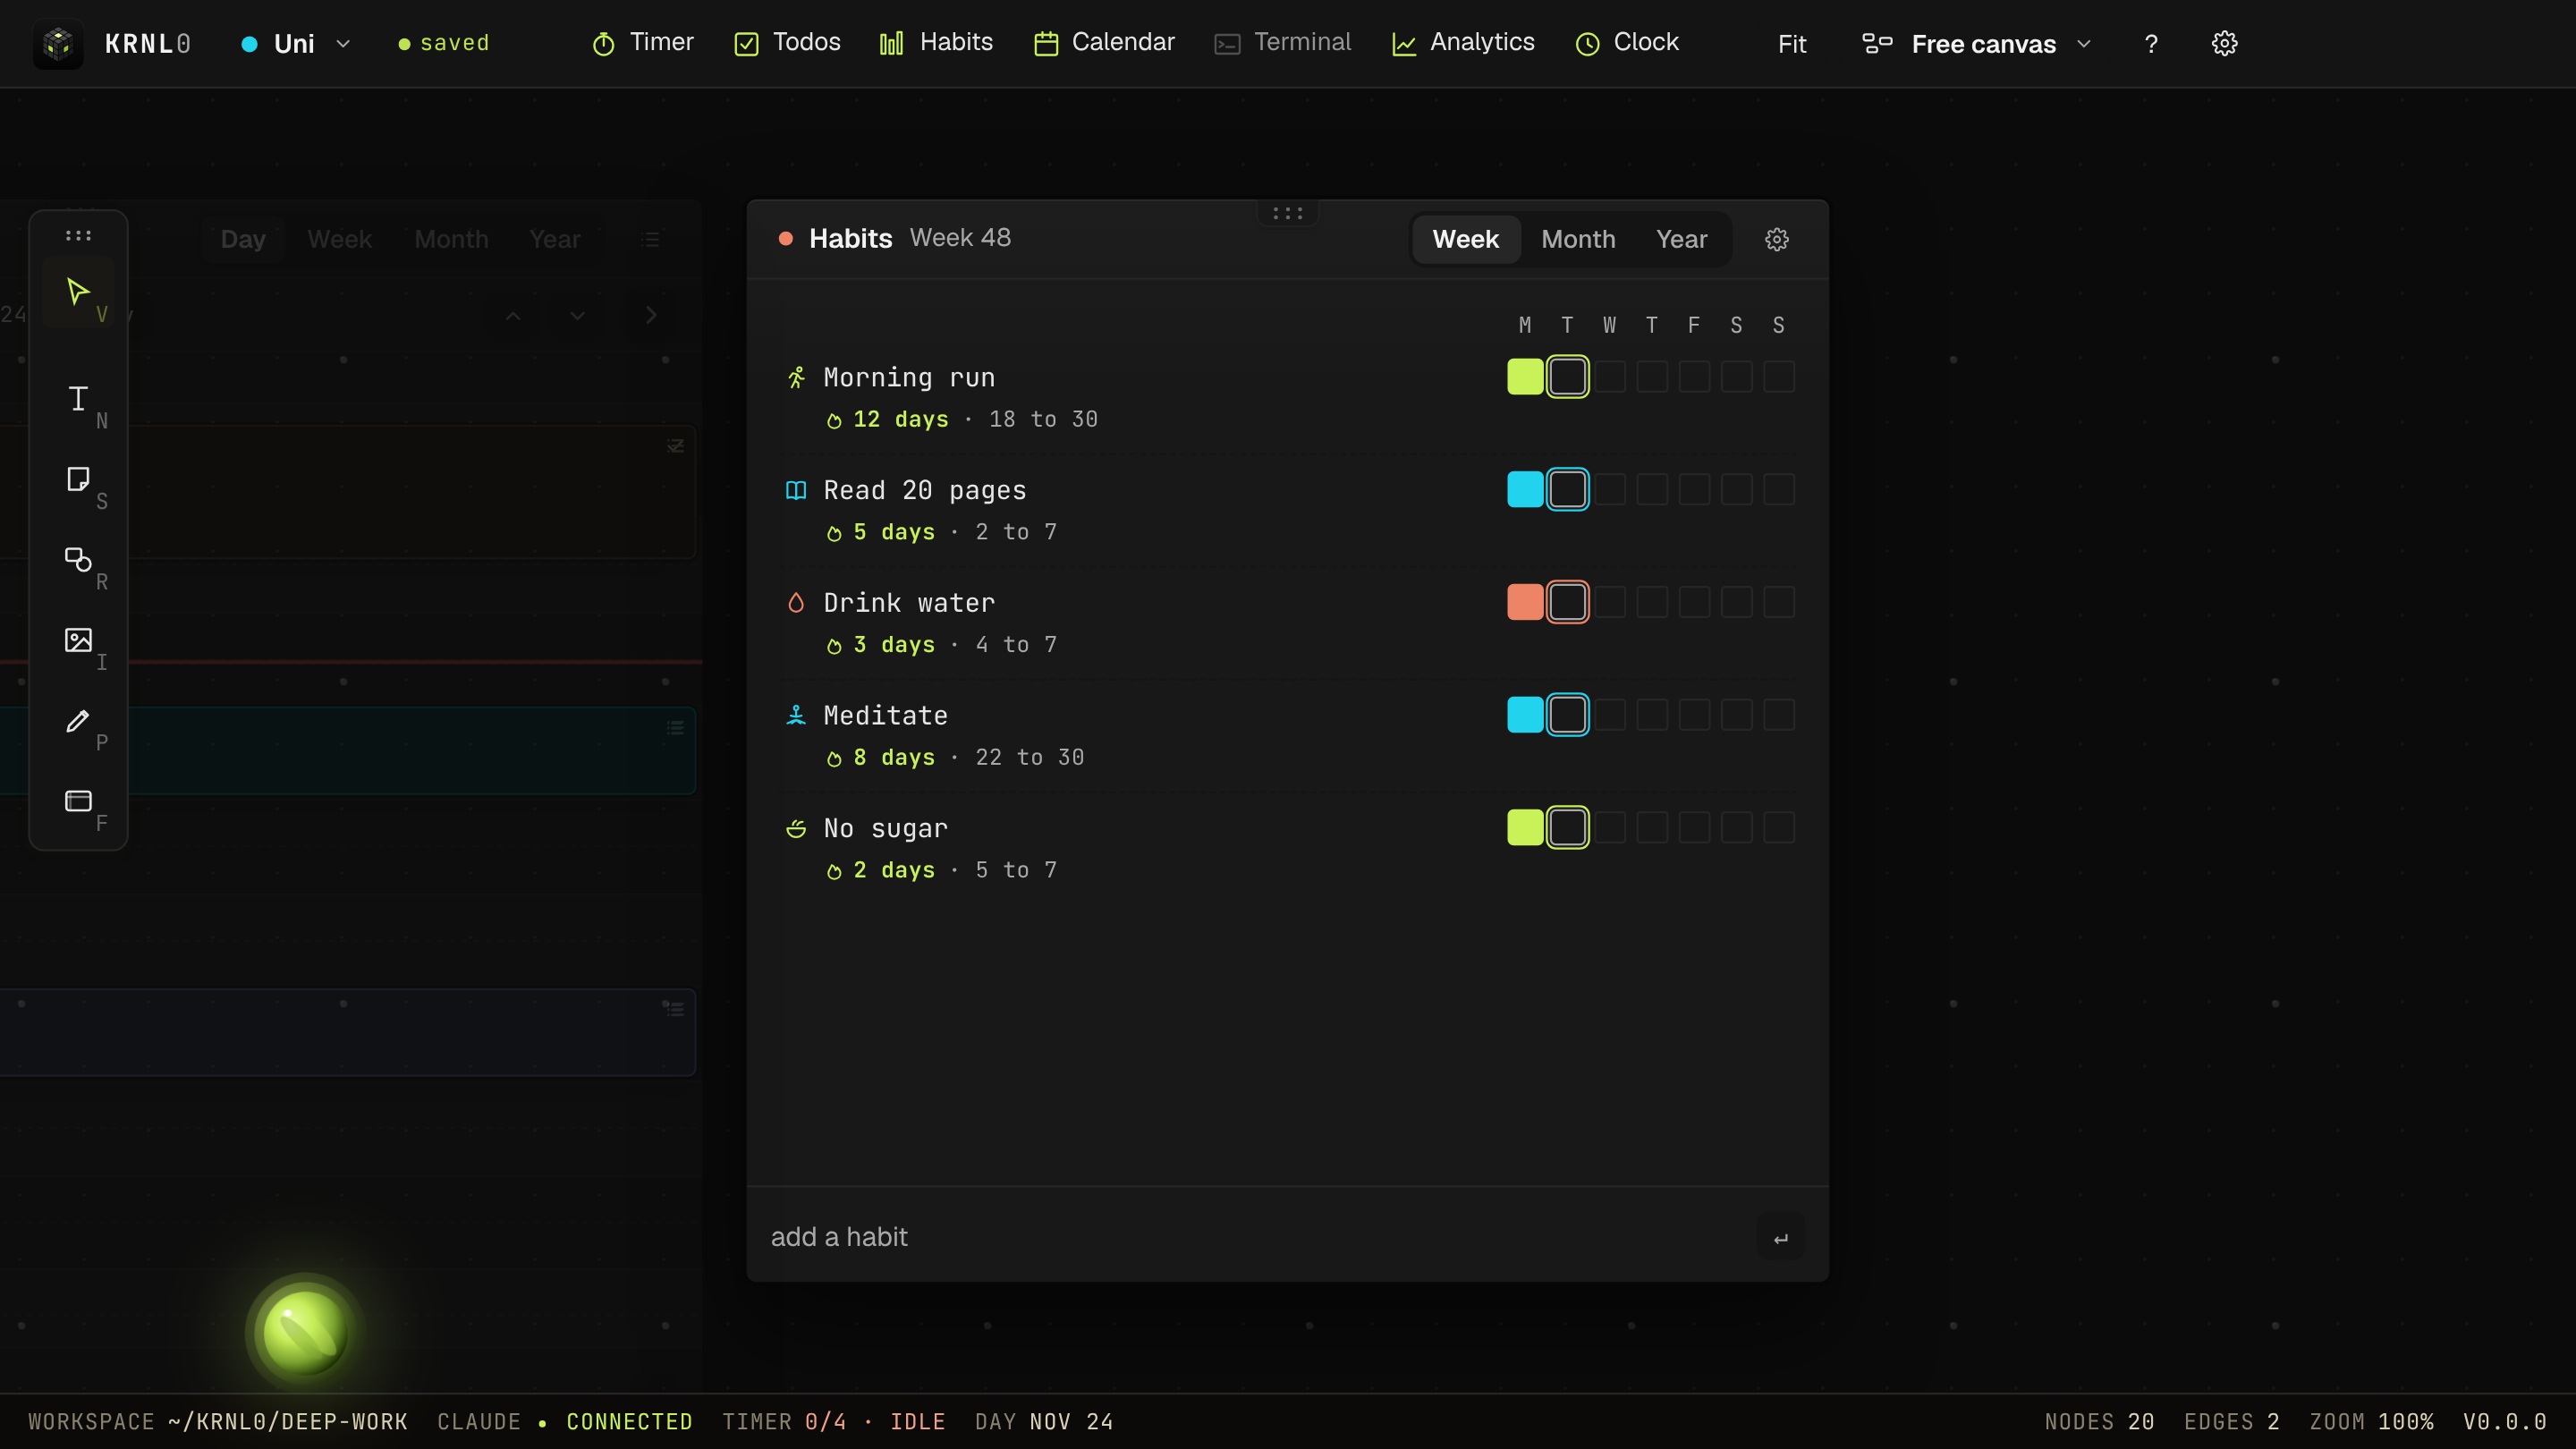 KRNL0 Uni saved Timer Todos Habits Calendar Terminal Analytics Clock Fit Free canvas ?
Day Week Month Year
24
V
N
S
R
I
P
F
Habits Week 48 Week Month Year
M T W T F S S
Morning run
12 days · 18 to 30
Read 20 pages
5 days · 2 to 7
Drink water
3 days · 4 to 7
Meditate
8 days · 22 to 30
No sugar
2 days · 5 to 7
add a habit
WORKSPACE ~/KRNL0/DEEP-WORK CLAUDE • CONNECTED TIMER 0/4 · IDLE DAY NOV 24 NODES 20 EDGES 2 ZOOM 100% V0.0.0